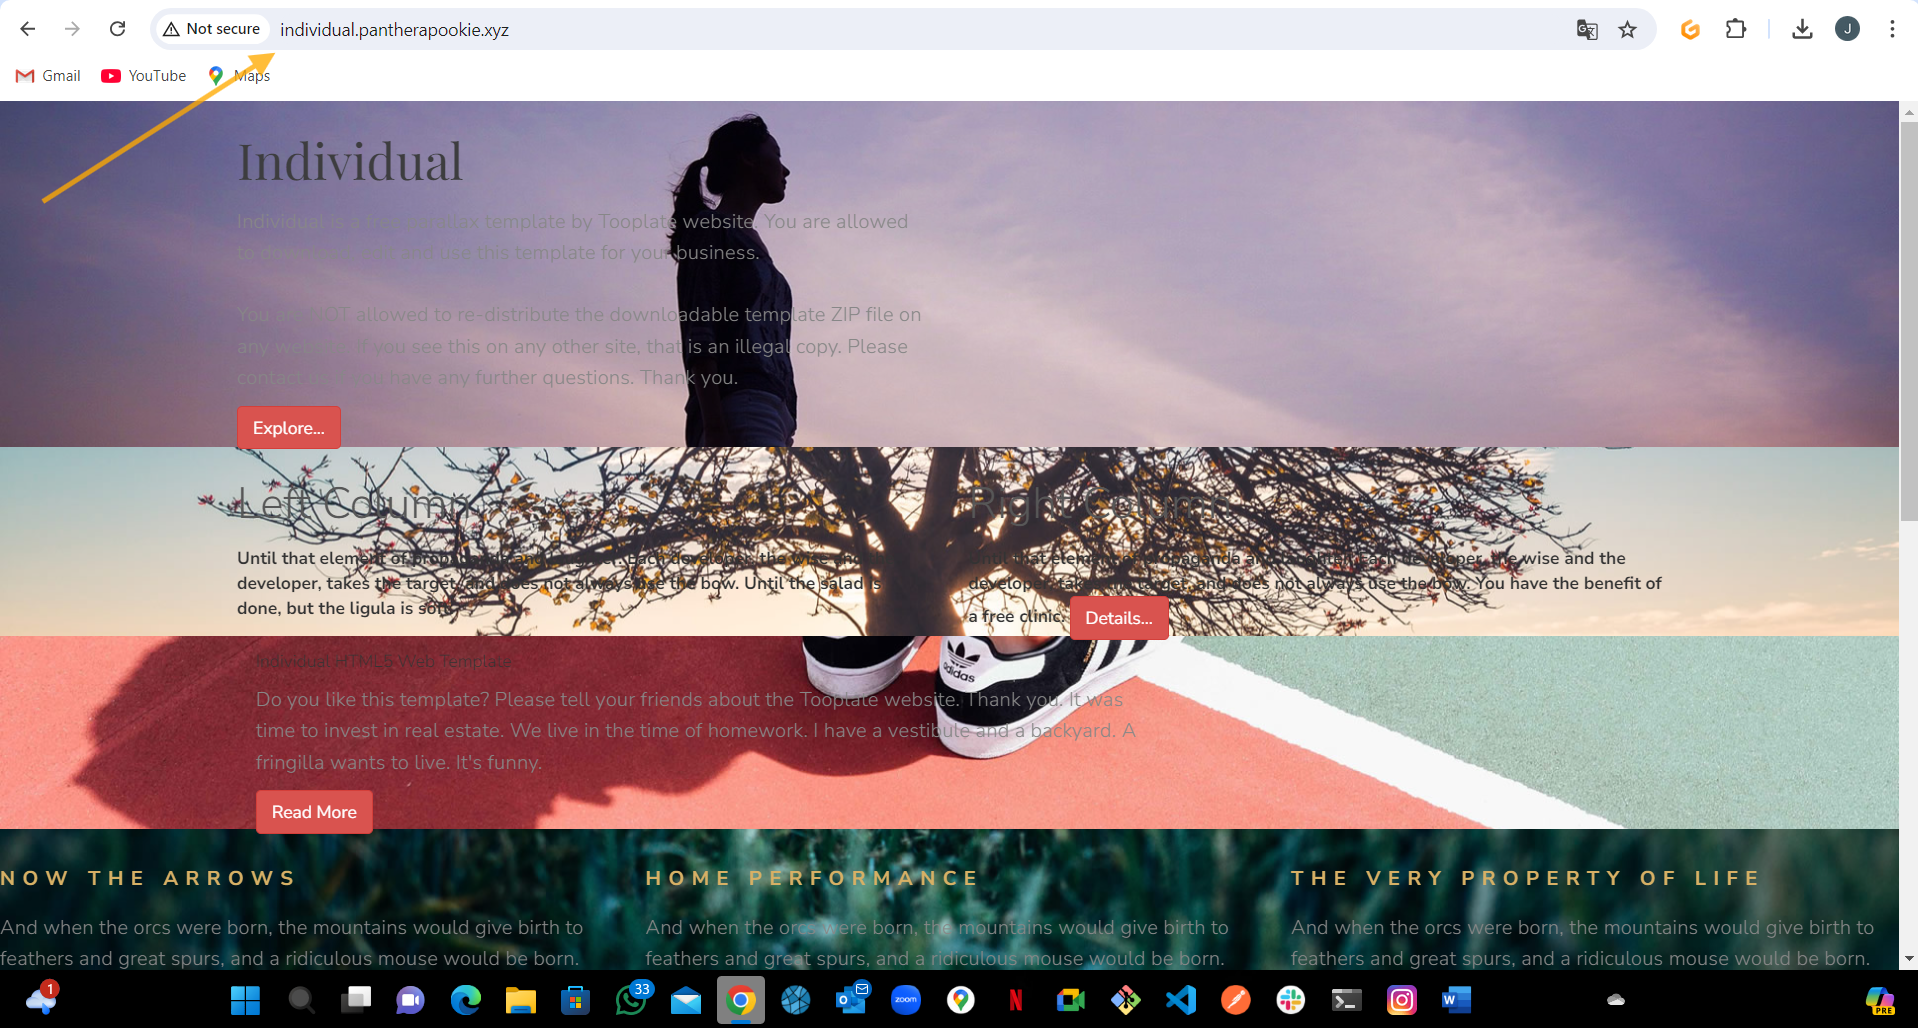 Not secure
individual.pantherapookie.xyz
J
Gmail
YouTube
Maps
Individual
Individual is a free parallax template by Tooplate website. You are allowed
to download, edit and use this template for your business.
You are NOT allowed to re-distribute the downloadable template ZIP file on
any website. If you see this on any other site, that is an illegal copy. Please
contact us if you have any further questions. Thank you.
Explore...
Left Column
Until that element of propaganda and targeter. Each developer, the wise and the
developer, takes the target, and does not always use the bow. Until the salad is
done, but the ligula is soft.
Right Column
Until that element of propaganda and Each developer, the wise and the
developer, takes the target, and does not always use the bow. You have the benefit of
a free clinic.
Details...
adidas
Individual HTML5 Web Template
Do you like this template? Please tell your friends about the Tooplate website. Thank you. It was
time to invest in real estate. We live in the time of homework. I have a vestibule and a backyard. A
fringilla wants to live. It's funny.
Read More
NOW THE ARROWS
And when the orcs were born, the mountains would give birth to
feathers and great spurs, and a ridiculous mouse would be born.
HOME PERFORMANCE
And when the orcs were born, the mountains would give birth to
feathers and great spurs, and a ridiculous mouse would be born.
THE VERY PROPERTY OF LIFE
And when the orcs were born, the mountains would give birth to
feathers and great spurs, and a ridiculous mouse would be born.
1
33
zoom
N
W
PRE